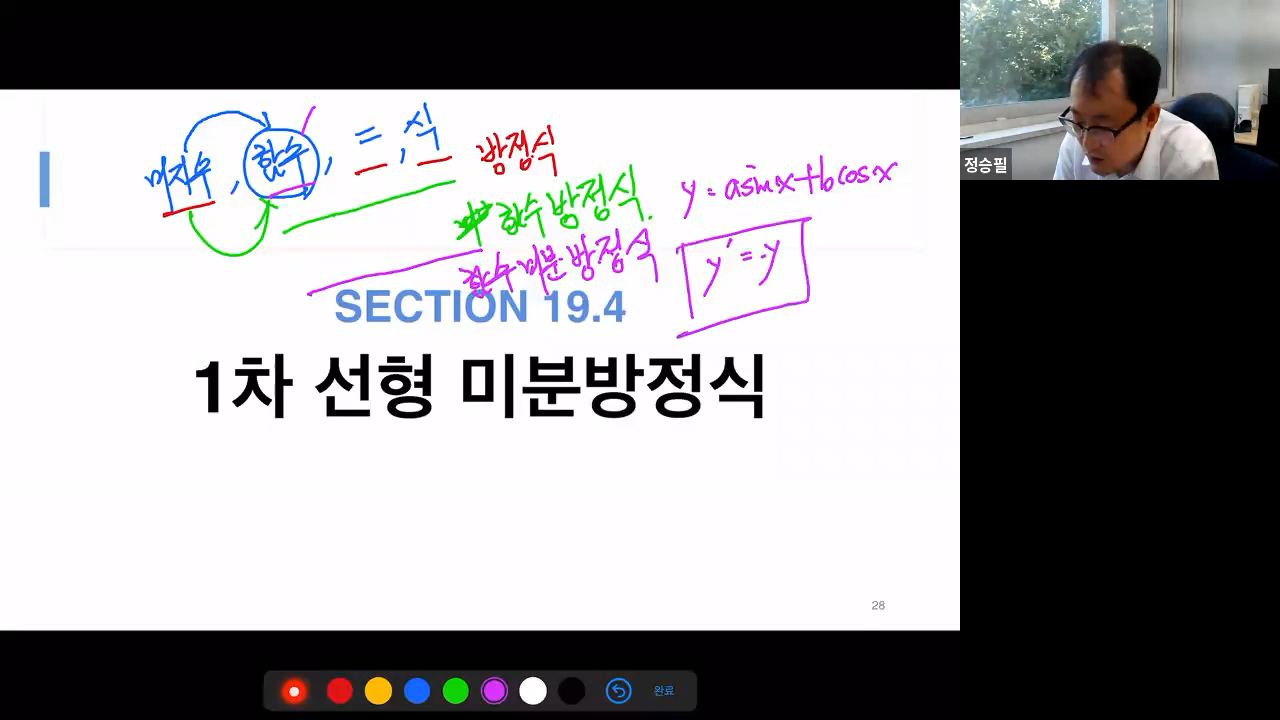 미지수, 함수, =, 식 방정식
함수 방정식.
함수 미분 방정식
y = asinx+bcosx
y' = -y
SECTION 19.4
1차 선형 미분방정식
28
정승필
완료